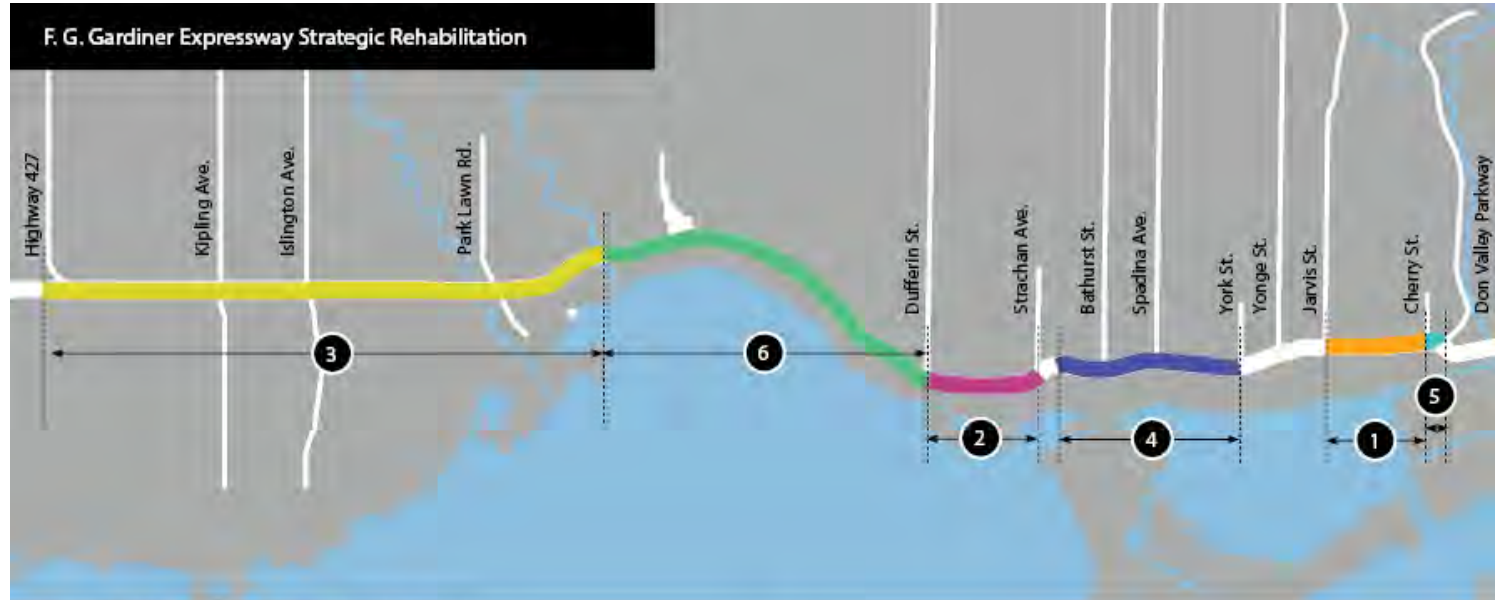 F. G. Gardiner Expressway Strategic Rehabilitation
Highway 427
Kipling Ave.
Islington Ave.
Park Lawn Rd.
Dufferin St.
Strachan Ave.
Bathurst St.
Spadina Ave.
York St.
Yonge St.
Jarvis St.
Cherry St.
Don Valley Parkway
3
6
5
2
4
1